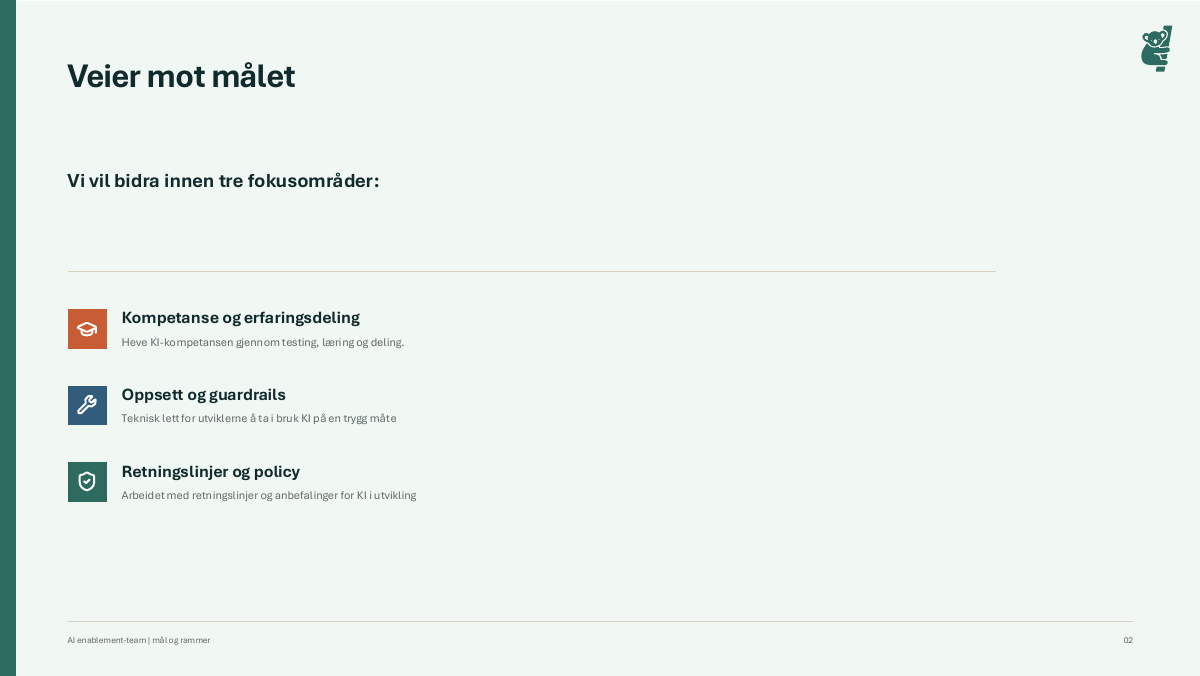 Veier mot målet
Vi vil bidra innen tre fokusområder:
Kompetanse og erfaringsdeling
Heve KI-kompetansen gjennom testing, læring og deling.
Oppsett og guardrails
Teknisk lett for utviklerne å ta i bruk KI på en trygg måte
Retningslinjer og policy
Arbeidet med retningslinjer og anbefalinger for KI i utvikling
AI enablement-team | mål og rammer
02